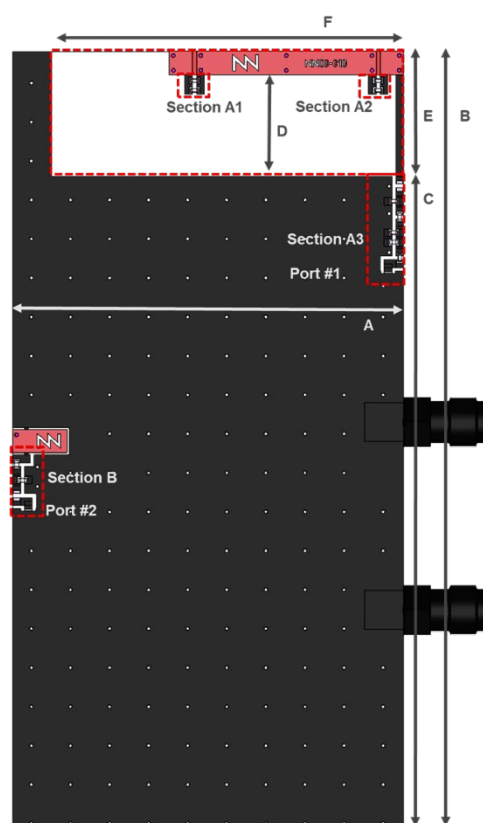 F
Section A1
Section A2
D
E
B
C
Section A3
Port #1
A
Section B
Port #2